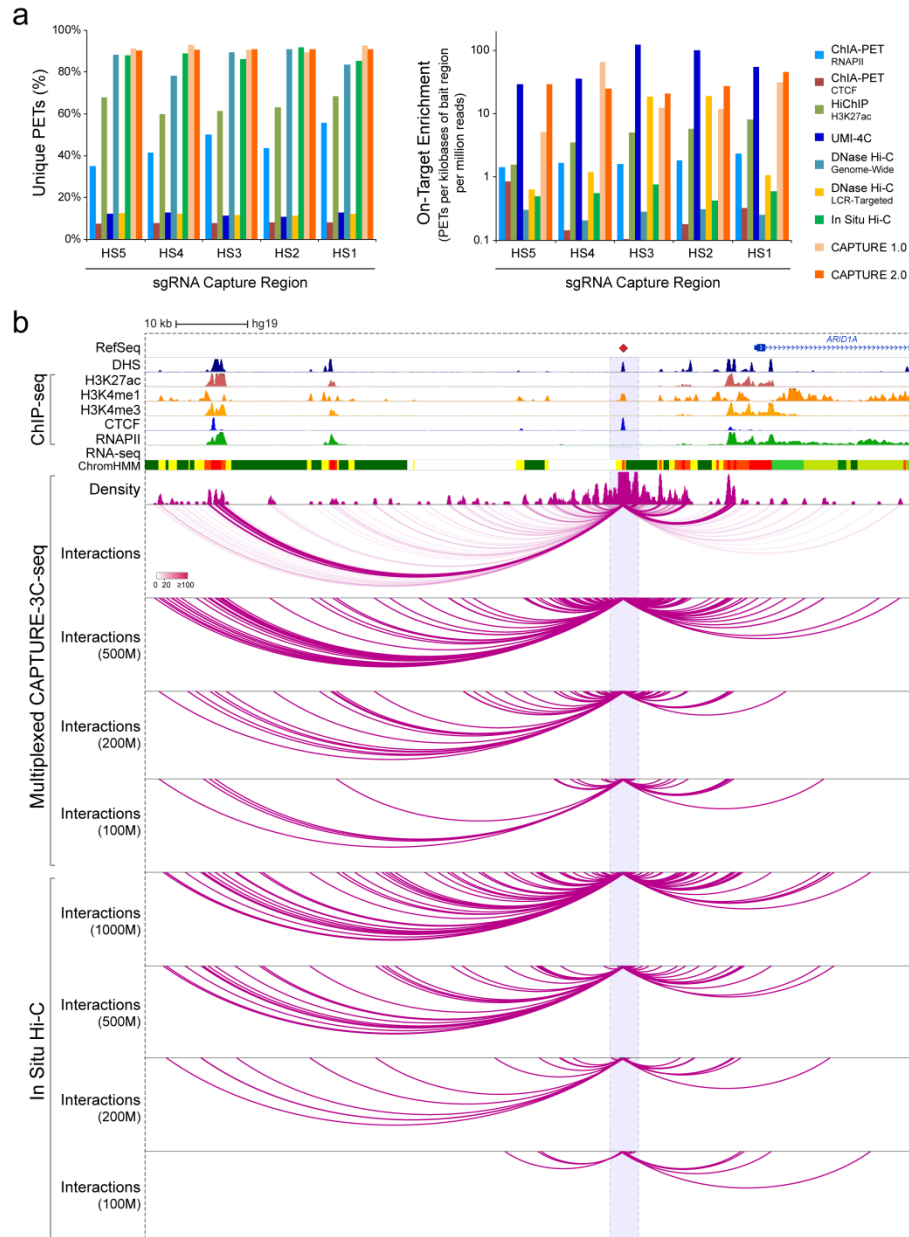 a
100%
80%
60%
40%
20%
0%
Unique PETs (%)
HS5 HS4 HS3 HS2 HS1
sgRNA Capture Region
100
10
1
0.1
On-Target Enrichment
(PETs per kilobases of bait region
per million reads)
HS5 HS4 HS3 HS2 HS1
sgRNA Capture Region
ChIA-PET
RNAPII
ChIA-PET
CTCF
HiChIP
H3K27ac
UMI-4C
DNase Hi-C
Genome-Wide
DNase Hi-C
LCR-Targeted
In Situ Hi-C
CAPTURE 1.0
CAPTURE 2.0
b
10 kb hg19
RefSeq
ARID1A
DHS
ChIP-seq
H3K27ac
H3K4me1
H3K4me3
CTCF
RNAPII
RNA-seq
ChromHMM
Multiplexed CAPTURE-3C-seq
Density
Interactions
0 20 ≥100
Interactions
(500M)
Interactions
(200M)
Interactions
(100M)
In Situ Hi-C
Interactions
(1000M)
Interactions
(500M)
Interactions
(200M)
Interactions
(100M)